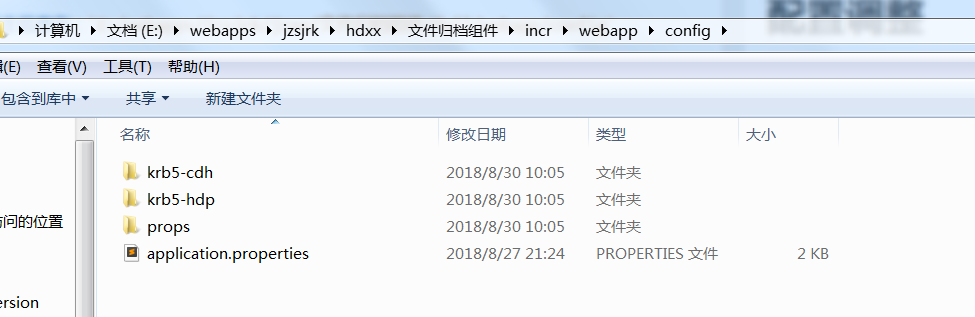 计算机 文档 (E:) webapps jzsjrk hdxx 文件归档组件 incr webapp config
(E) 查看(V) 工具(T) 帮助(H)
包含到库中 共享 新建文件夹
名称 修改日期 类型 大小
krb5-cdh 2018/8/30 10:05 文件夹
krb5-hdp 2018/8/30 10:05 文件夹
props 2018/8/30 10:05 文件夹
application.properties 2018/8/27 21:24 PROPERTIES 文件 2 KB
问的位置
ersion